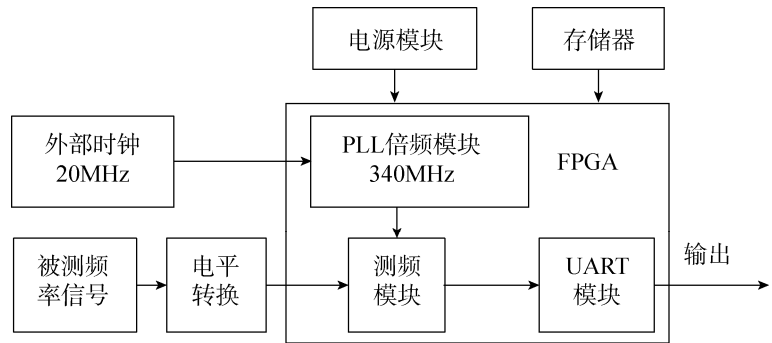 电源模块
存储器
外部时钟
20MHz
PLL倍频模块
340MHz
FPGA
被测频
率信号
电平
转换
测频
模块
UART
模块
输出